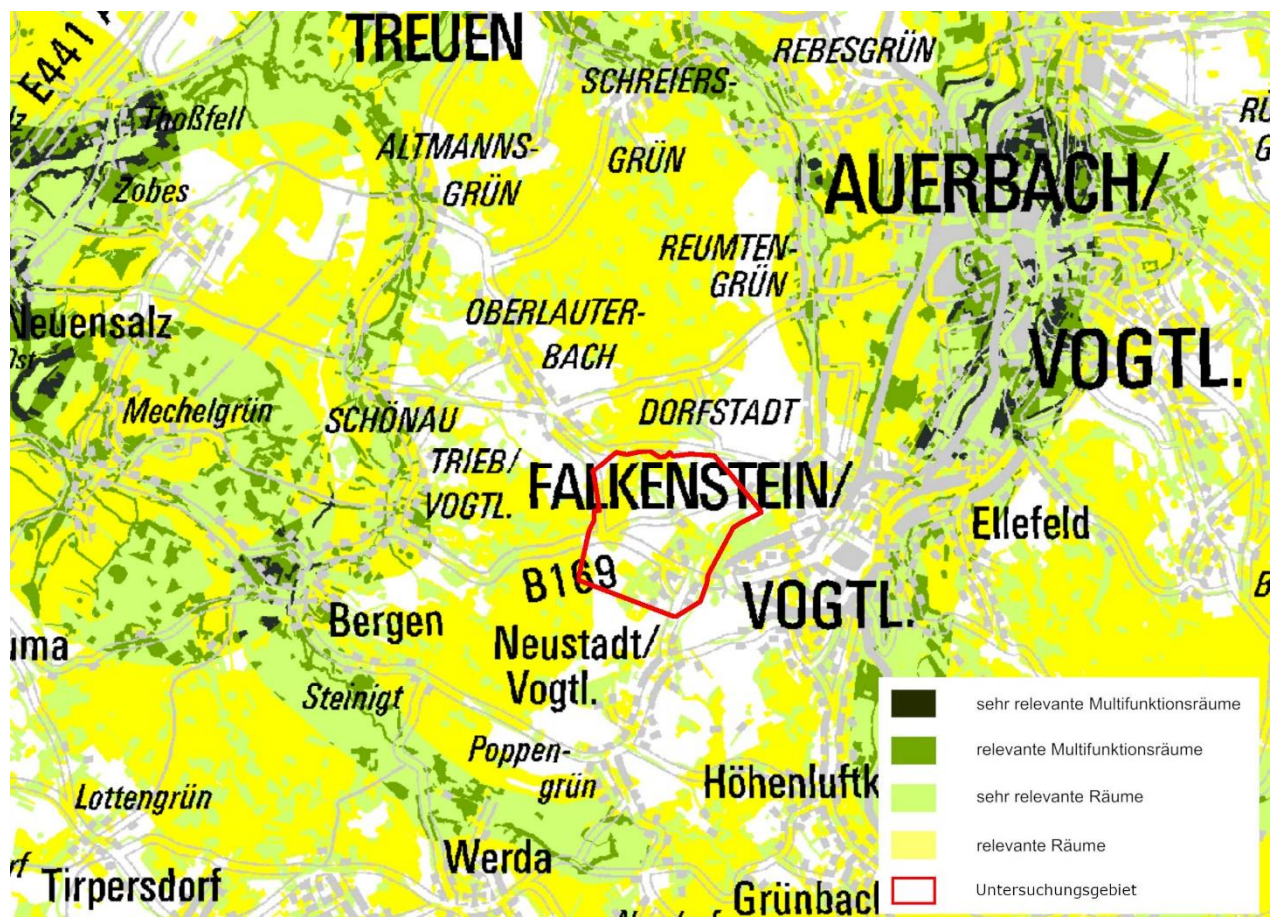 TREUEN
E441
REBESGRÜN
SCHREIERS-
GRÜN
Thoßfell
ALTMANNS-
GRÜN
Zobes
AUERBACH/
VOGTL.
REUMTEN-
GRÜN
Neuensalz
OBERLAUTER-
BACH
Mechelgrün
SCHÖNAU
DORFSTADT
TRIEB/
VOGTL.
FALKENSTEIN/
VOGTL.
Ellefeld
B169
Bergen
Neustadt/
Vogtl.
Steinigt
Poppen-
grün
Höhenluftk
Lottengrün
Werda
Tirpersdorf
Grünbach
sehr relevante Multifunktionsräume
relevante Multifunktionsräume
sehr relevante Räume
relevante Räume
Untersuchungsgebiet